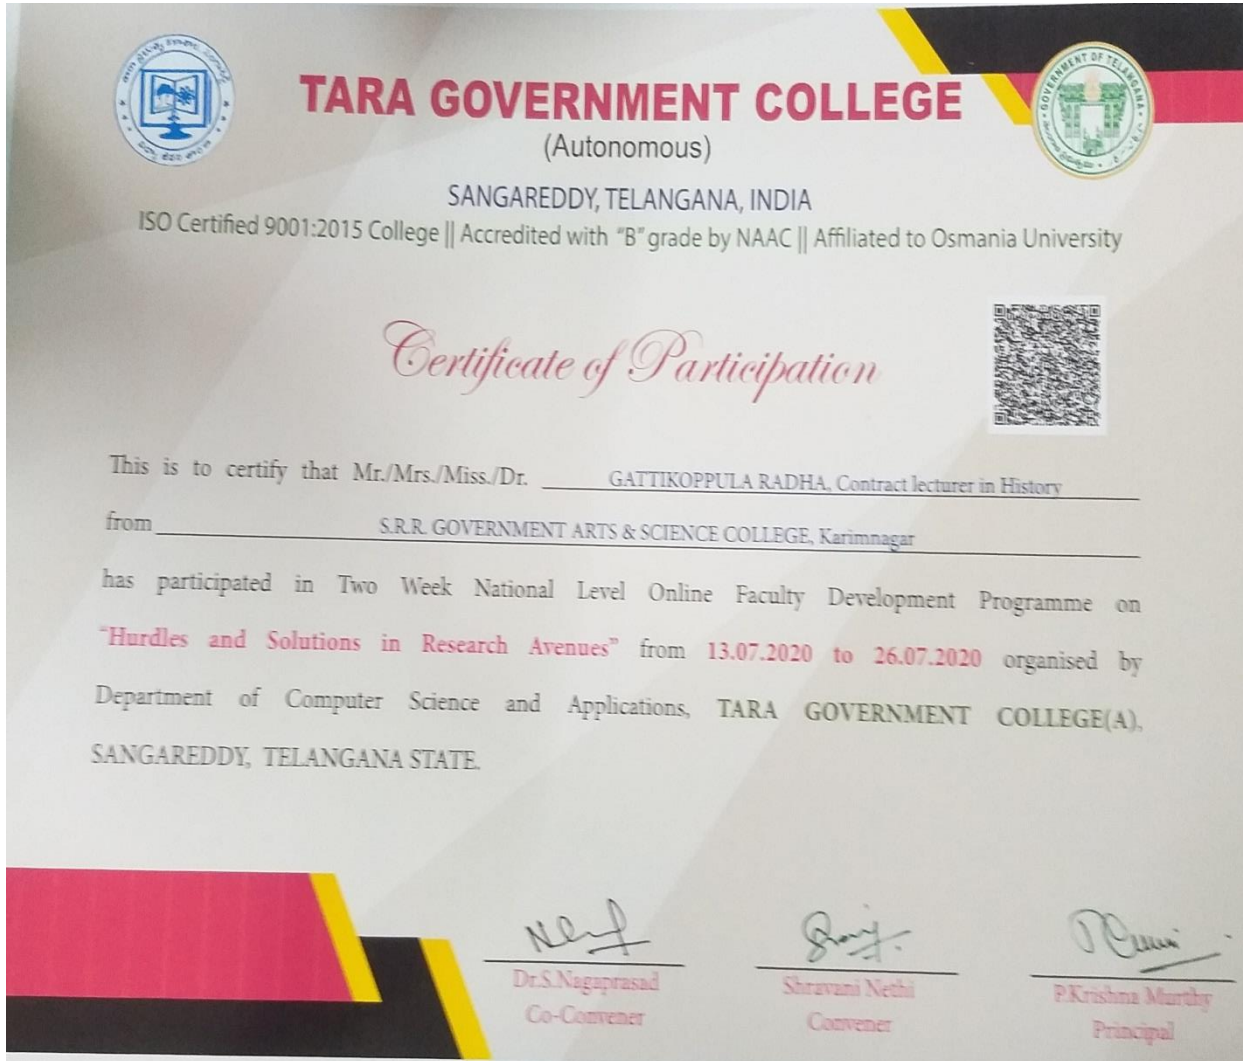 TARA GOVERNMENT COLLEGE
(Autonomous)
SANGAREDDY, TELANGANA, INDIA
ISO Certified 9001:2015 College || Accredited with "B" grade by NAAC || Affiliated to Osmania University
GOVERNMENT OF TELANGANA
Certificate of Participation
This is to certify that Mr./Mrs./Miss./Dr. GATTIKOPPULA RADHA, Contract lecturer in History
from S.R.R. GOVERNMENT ARTS & SCIENCE COLLEGE, Karimnagar
has participated in Two Week National Level Online Faculty Development Programme on
"Hurdles and Solutions in Research Avenues" from 13.07.2020 to 26.07.2020 organised by
Department of Computer Science and Applications, TARA GOVERNMENT COLLEGE(A),
SANGAREDDY, TELANGANA STATE.
Dr.S.Nagaprasad
Co-Convener
Shravani Nethi
Convener
P.Krishna Murthy
Principal